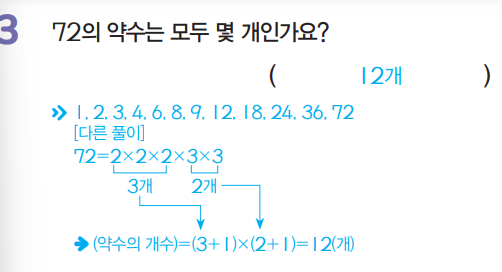 3 72의 약수는 모두 몇 개인가요?
( 12개 )
≫ 1, 2, 3, 4, 6, 8, 9, 12, 18, 24, 36, 72
[다른 풀이]
72=2×2×2×3×3
3개 2개
➔ (약수의 개수)=(3+1)×(2+1)=12(개)